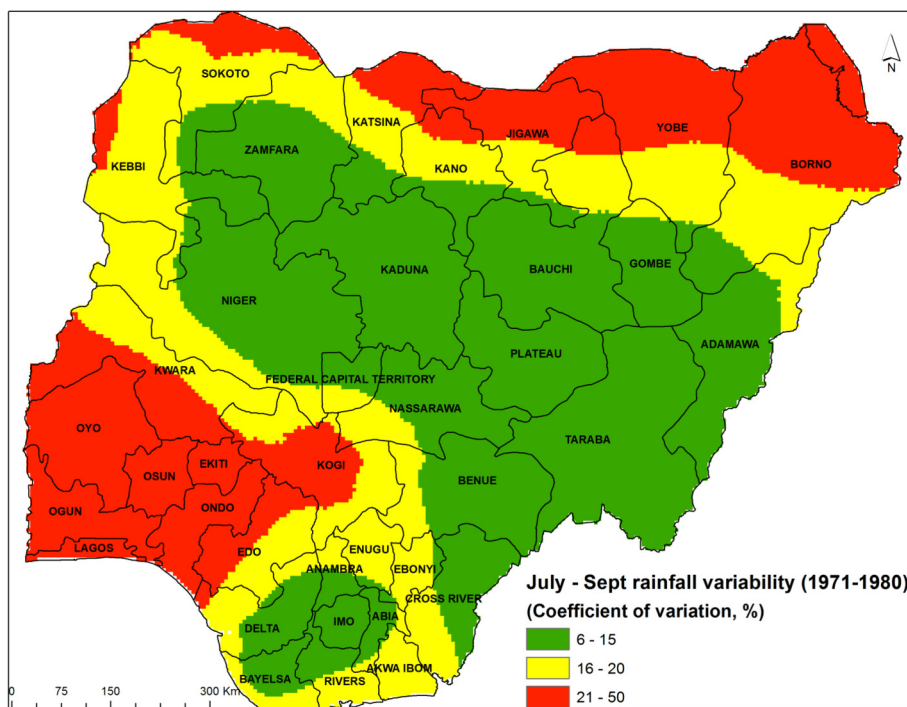 N
SOKOTO
KATSINA
JIGAWA
YOBE
ZAMFARA
KEBBI
KANO
BORNO
KADUNA
BAUCHI
GOMBE
NIGER
PLATEAU
ADAMAWA
KWARA
FEDERAL CAPITAL TERRITORY
NASSARAWA
OYO
TARABA
EKITI
KOGI
OSUN
BENUE
OGUN
ONDO
LAGOS
EDO
ENUGU
ANAMBRA
EBONYI
CROSS RIVER
DELTA
IMO
ABIA
AKWA IBOM
BAYELSA
RIVERS
July - Sept rainfall variability (1971-1980)
(Coefficient of variation, %)
6 - 15
16 - 20
21 - 50
0 75 150 300 Km